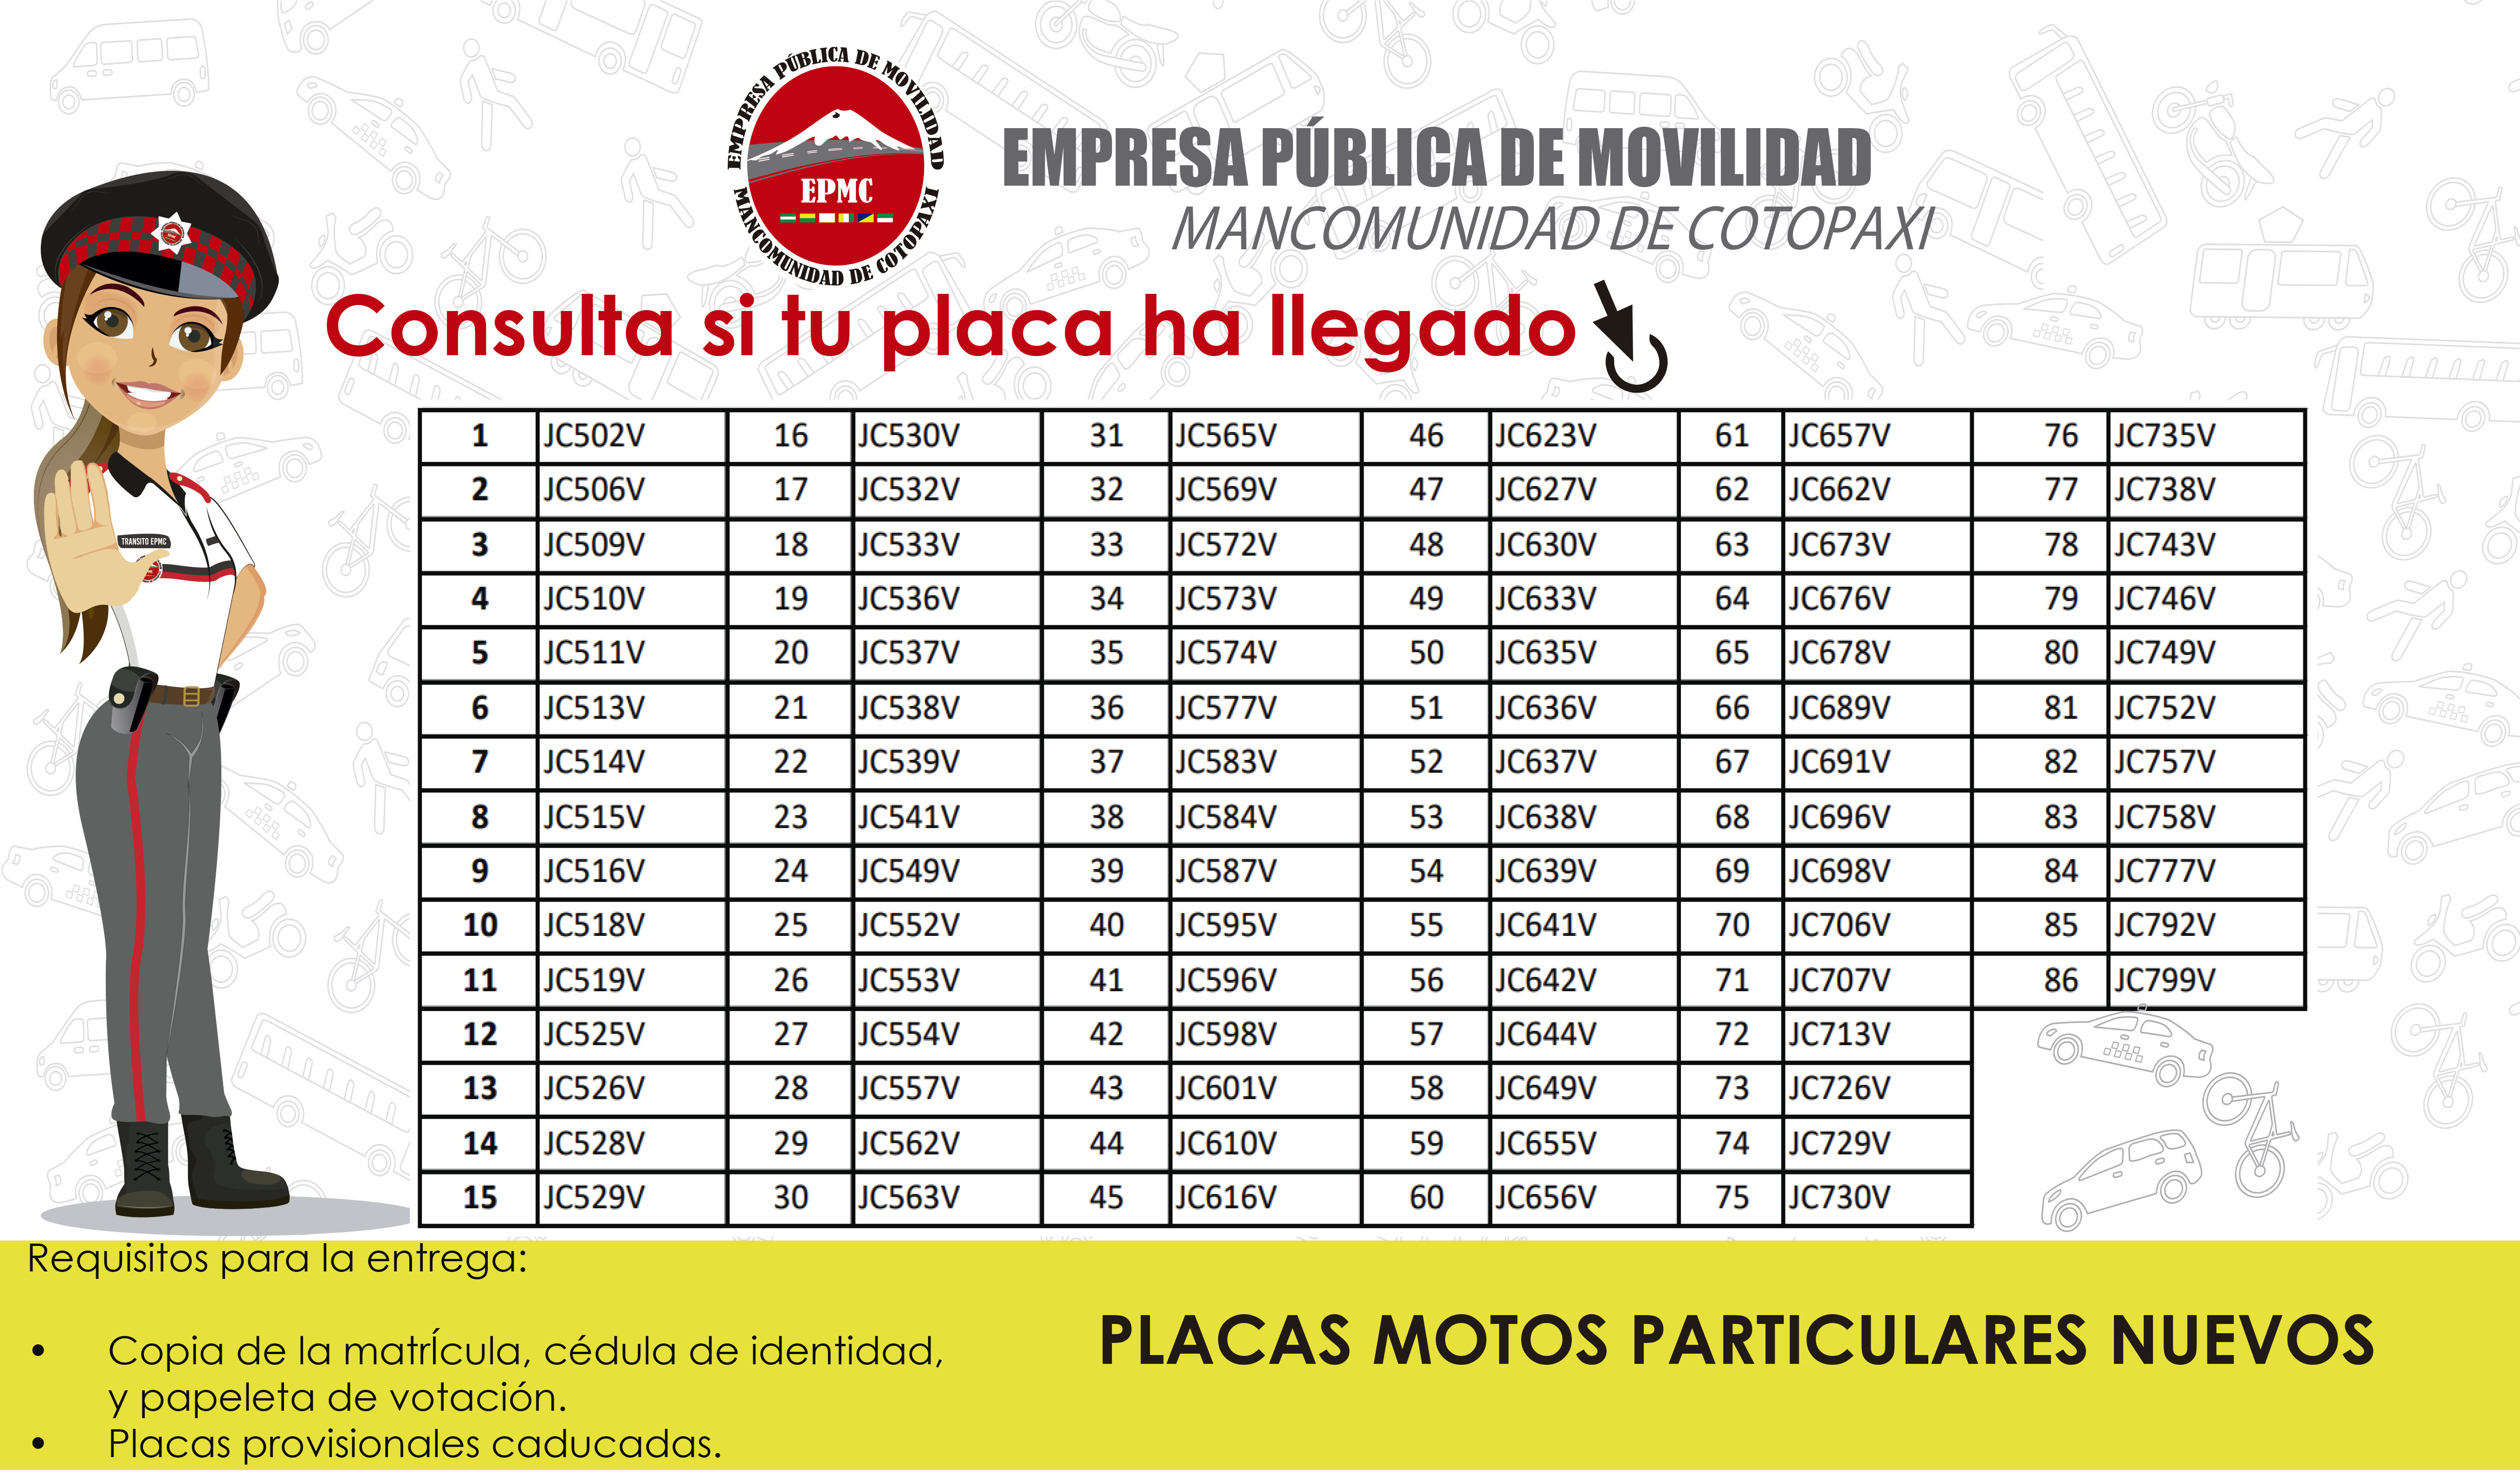 EMPRESA PÚBLICA DE MOVILIDAD
MANCOMUNIDAD DE COTOPAXI
EPMC
EMPRESA PÚBLICA DE MOVILIDAD
MANCOMUNIDAD DE COTOPAXI
Consulta si tu placa ha llegado
TRANSITO EPMC
1 JC502V 16 JC530V 31 JC565V 46 JC623V 61 JC657V 76 JC735V
2 JC506V 17 JC532V 32 JC569V 47 JC627V 62 JC662V 77 JC738V
3 JC509V 18 JC533V 33 JC572V 48 JC630V 63 JC673V 78 JC743V
4 JC510V 19 JC536V 34 JC573V 49 JC633V 64 JC676V 79 JC746V
5 JC511V 20 JC537V 35 JC574V 50 JC635V 65 JC678V 80 JC749V
6 JC513V 21 JC538V 36 JC577V 51 JC636V 66 JC689V 81 JC752V
7 JC514V 22 JC539V 37 JC583V 52 JC637V 67 JC691V 82 JC757V
8 JC515V 23 JC541V 38 JC584V 53 JC638V 68 JC696V 83 JC758V
9 JC516V 24 JC549V 39 JC587V 54 JC639V 69 JC698V 84 JC777V
10 JC518V 25 JC552V 40 JC595V 55 JC641V 70 JC706V 85 JC792V
11 JC519V 26 JC553V 41 JC596V 56 JC642V 71 JC707V 86 JC799V
12 JC525V 27 JC554V 42 JC598V 57 JC644V 72 JC713V
13 JC526V 28 JC557V 43 JC601V 58 JC649V 73 JC726V
14 JC528V 29 JC562V 44 JC610V 59 JC655V 74 JC729V
15 JC529V 30 JC563V 45 JC616V 60 JC656V 75 JC730V
Requisitos para la entrega:
• Copia de la matrÍcula, cédula de identidad,
y papeleta de votación.
• Placas provisionales caducadas.
PLACAS MOTOS PARTICULARES NUEVOS